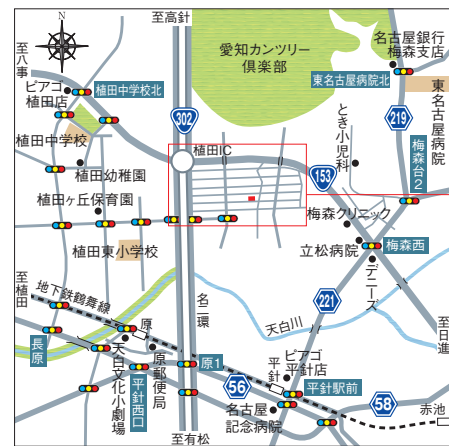 至高針
愛知カンツリー
倶楽部
名古屋銀行
梅森支店
至八事
ピアゴ
植田店
植田中学校北
東名古屋病院北
東名古屋病院
302
219
植田中学校
植田IC
とき小児科
梅森台2
植田幼稚園
153
植田ヶ丘保育園
梅森クリニック
植田東小学校
立松病院
梅森西
デニーズ
至植田
地下鉄鶴舞線
名二環
天白川
221
至日進
長原
原
天白文化小劇場
平針西口
原郵便局
原1
56
平針
ピアゴ
平針店
平針駅前
58
赤池
名古屋
記念病院
至有松